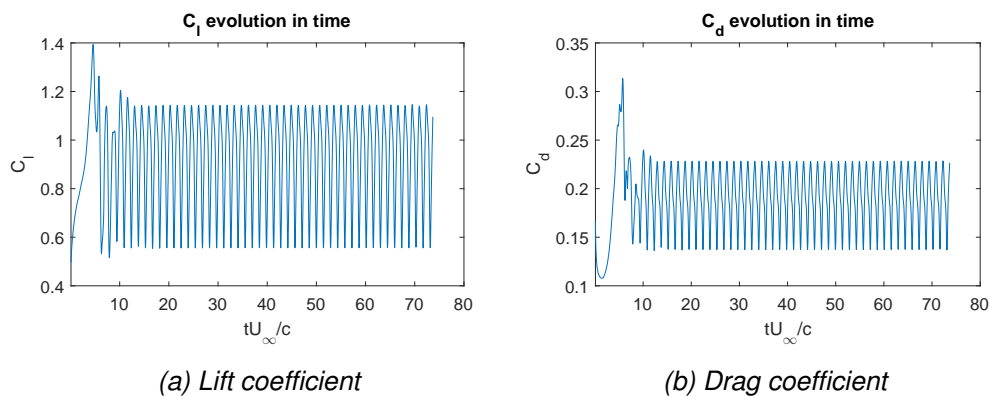 C_l evolution in time
1.4
1.2
1
0.8
0.6
0.4
C_l
10 20 30 40 50 60 70 80
tU_∞/c
(a) Lift coefficient
C_d evolution in time
0.35
0.3
0.25
0.2
0.15
0.1
C_d
10 20 30 40 50 60 70 80
tU_∞/c
(b) Drag coefficient